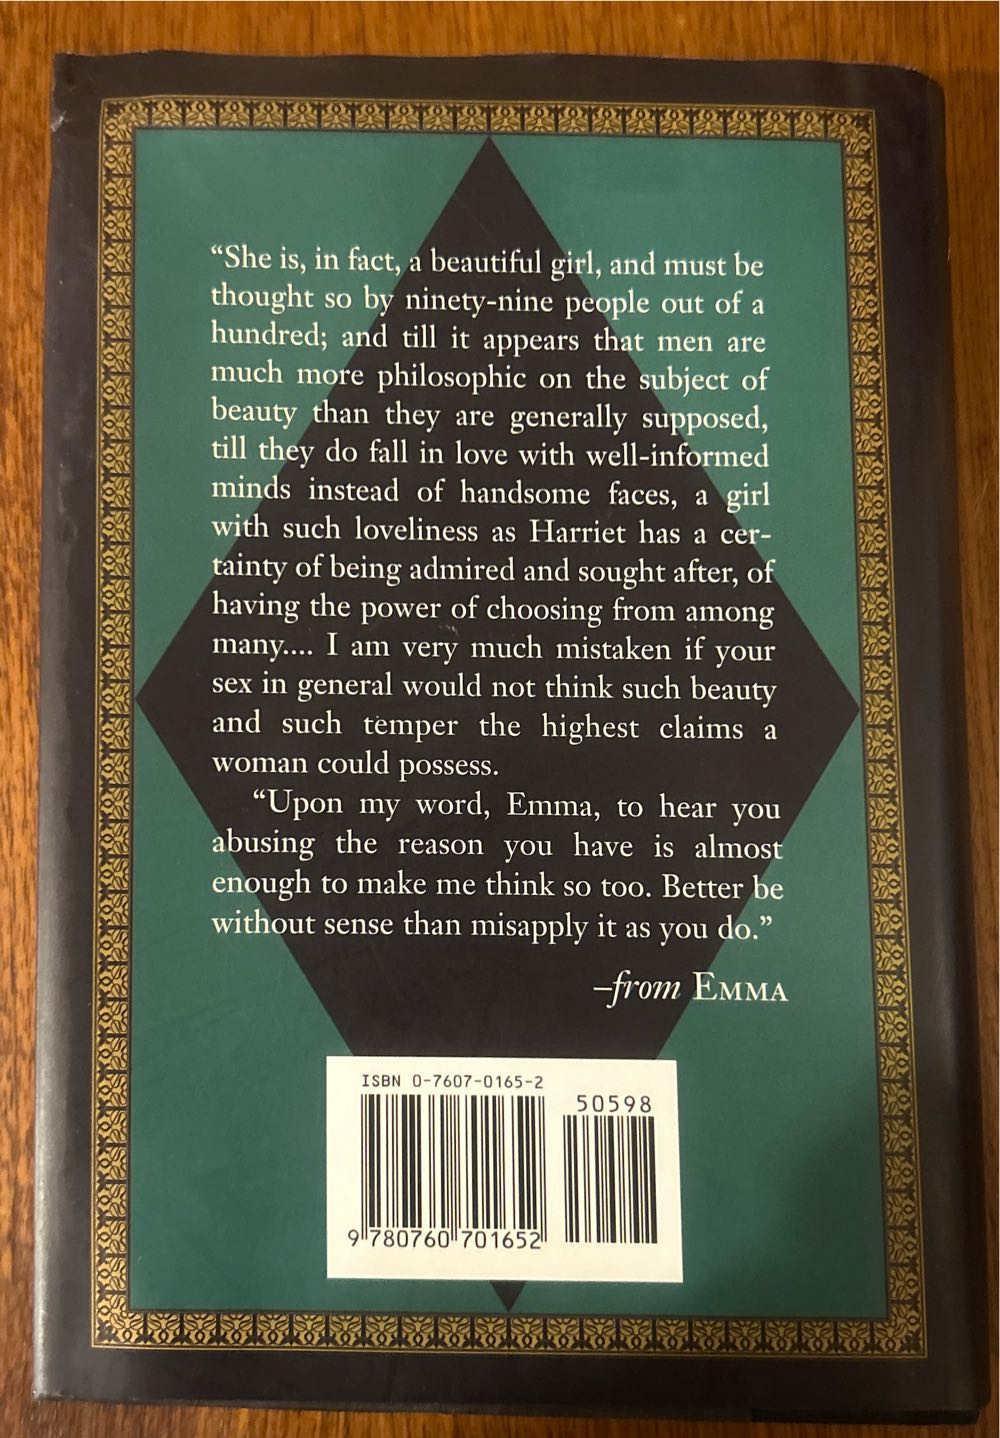 “She is, in fact, a beautiful girl, and must be
thought so by ninety-nine people out of a
hundred; and till it appears that men are
much more philosophic on the subject of
beauty than they are generally supposed,
till they do fall in love with well-informed
minds instead of handsome faces, a girl
with such loveliness as Harriet has a cer-
tainty of being admired and sought after, of
having the power of choosing from among
many.... I am very much mistaken if your
sex in general would not think such beauty
and such temper the highest claims a
woman could possess.
“Upon my word, Emma, to hear you
abusing the reason you have is almost
enough to make me think so too. Better be
without sense than misapply it as you do.”
–from EMMA
ISBN 0-7607-0165-2
50598
9 780760 701652